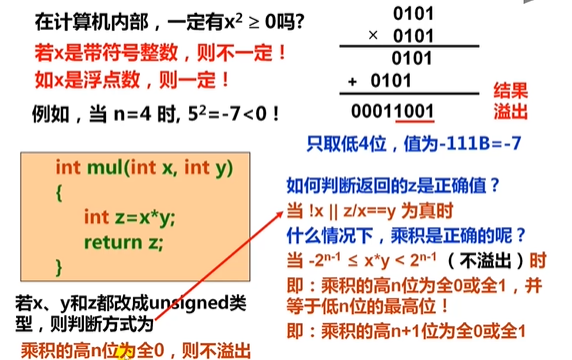 在计算机内部，一定有x² ≥ 0吗?
若x是带符号整数，则不一定！
如x是浮点数，则一定！
例如，当 n=4 时, 5²=-7<0！
0101
× 0101
0101
+ 0101
00011001
结果
溢出
只取低4位，值为-111B=-7
int mul(int x, int y)
{
int z=x*y;
return z;
}
如何判断返回的z是正确值？
当 !x || z/x==y 为真时
什么情况下，乘积是正确的呢？
当 -2ⁿ⁻¹ ≤ x*y < 2ⁿ⁻¹ （不溢出）时
即：乘积的高n位为全0或全1，并
等于低n位的最高位！
即：乘积的高n+1位为全0或全1
若x、y和z都改成unsigned类
型，则判断方式为
乘积的高n位为全0，则不溢出